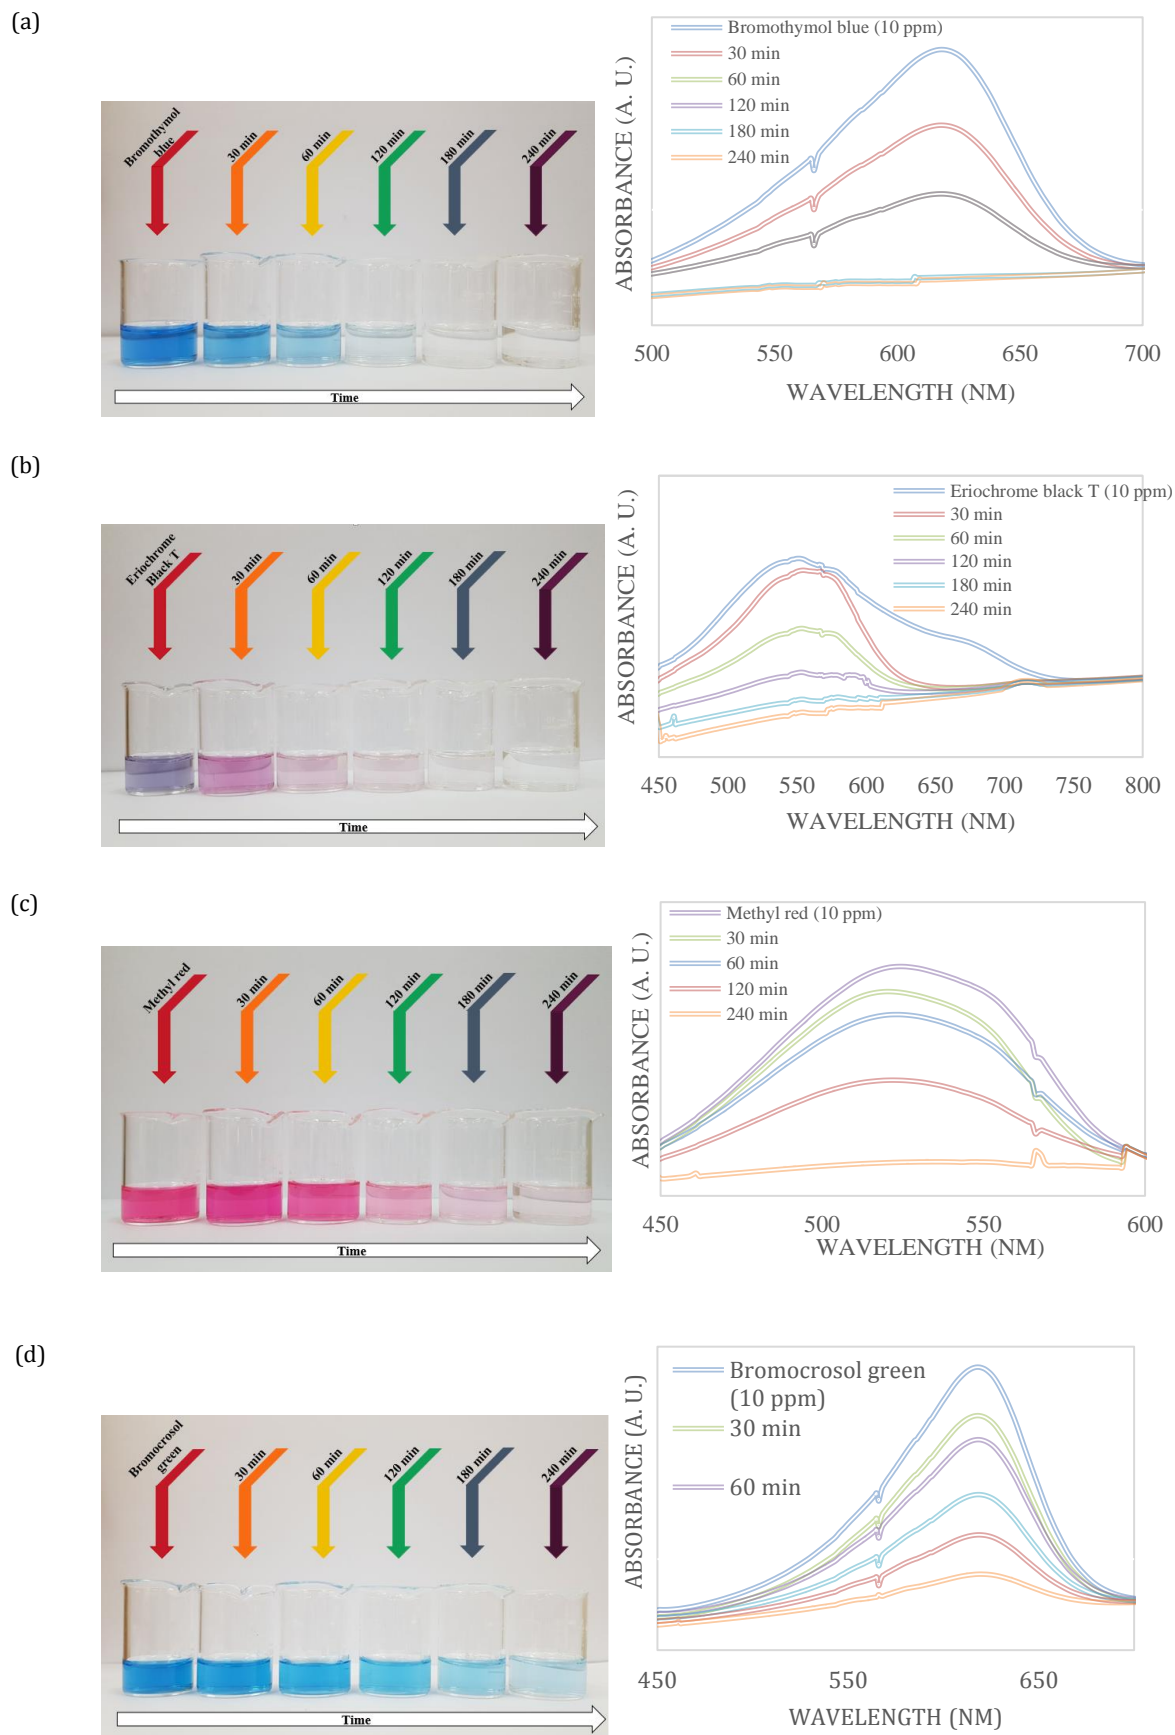 (a)
Bromothymol
blue
30 min
60 min
120 min
180 min
240 min
Time
Bromothymol blue (10 ppm)
30 min
60 min
120 min
180 min
240 min
ABSORBANCE (A. U.)
500 550 600 650 700
WAVELENGTH (NM)
(b)
Eriochrome
Black T
30 min
60 min
120 min
180 min
240 min
Time
Eriochrome black T (10 ppm)
30 min
60 min
120 min
180 min
240 min
ABSORBANCE (A. U.)
450 500 550 600 650 700 750 800
WAVELENGTH (NM)
(c)
Methyl red
30 min
60 min
120 min
180 min
240 min
Time
Methyl red (10 ppm)
30 min
60 min
120 min
240 min
ABSORBANCE (A. U.)
450 500 550 600
WAVELENGTH (NM)
(d)
Bromocrosol
green
30 min
60 min
120 min
180 min
240 min
Time
Bromocrosol green
(10 ppm)
30 min
60 min
ABSORBANCE (A. U.)
450 550 650
WAVELENGTH (NM)